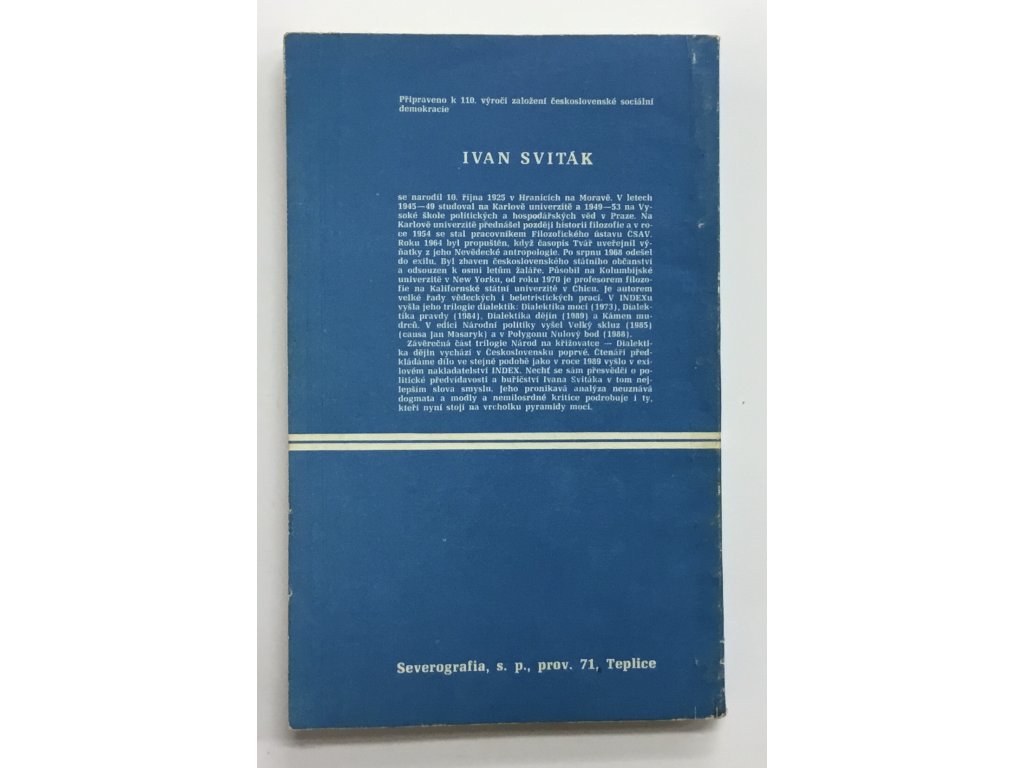 Připraveno k 110. výročí založení československé sociální
demokracie
IVAN SVITÁK
se narodil 10. října 1925 v Hranicích na Moravě. V letech
1945—49 studoval na Karlově univerzitě a 1949—53 na Vy-
soké škole politických a hospodářských věd v Praze. Na
Karlově univerzitě přednášel později historii filozofie a v ro-
ce 1954 se stal pracovníkem Filozofického ústavu ČSAV.
Roku 1964 byl propuštěn, když časopis Tvář uveřejnil vý-
ňatky z jeho Nevědecké antropologie. Po srpnu 1968 odešel
do exilu. Byl zbaven československého státního občanství
a odsouzen k osmi letům žaláře. Působil na Kolumbijské
univerzitě v New Yorku, od roku 1970 je profesorem filozo-
fie na Kalifornské státní univerzitě v Chicu. Je autorem
velké řady vědeckých i beletristických prací. V INDEXu
vyšla jeho trilogie dialektik: Dialektika moci (1973), Dialek-
tika pravdy (1984), Dialektika dějin (1989) a Kámen mu-
drců. V edici Národní politiky vyšel Velký skluz (1985)
(causa Jan Masaryk) a v Polygonu Nulový bod (1988).
Závěrečná část trilogie Národ na křižovatce — Dialekti-
ka dějin vychází v Československu poprvé. Čtenáři před-
kládáme dílo ve stejné podobě jako v roce 1989 vyšlo v exi-
lovém nakladatelství INDEX. Nechť se sám přesvědčí o po-
litické předvídavosti a buřičství Ivana Svitáka v tom nej-
lepším slova smyslu. Jeho pronikavá analýza neuznává
dogmata a modly a nemilosrdné kritice podrobuje i ty,
kteří nyní stojí na vrcholku pyramidy moci.
Severografia, s. p., prov. 71, Teplice